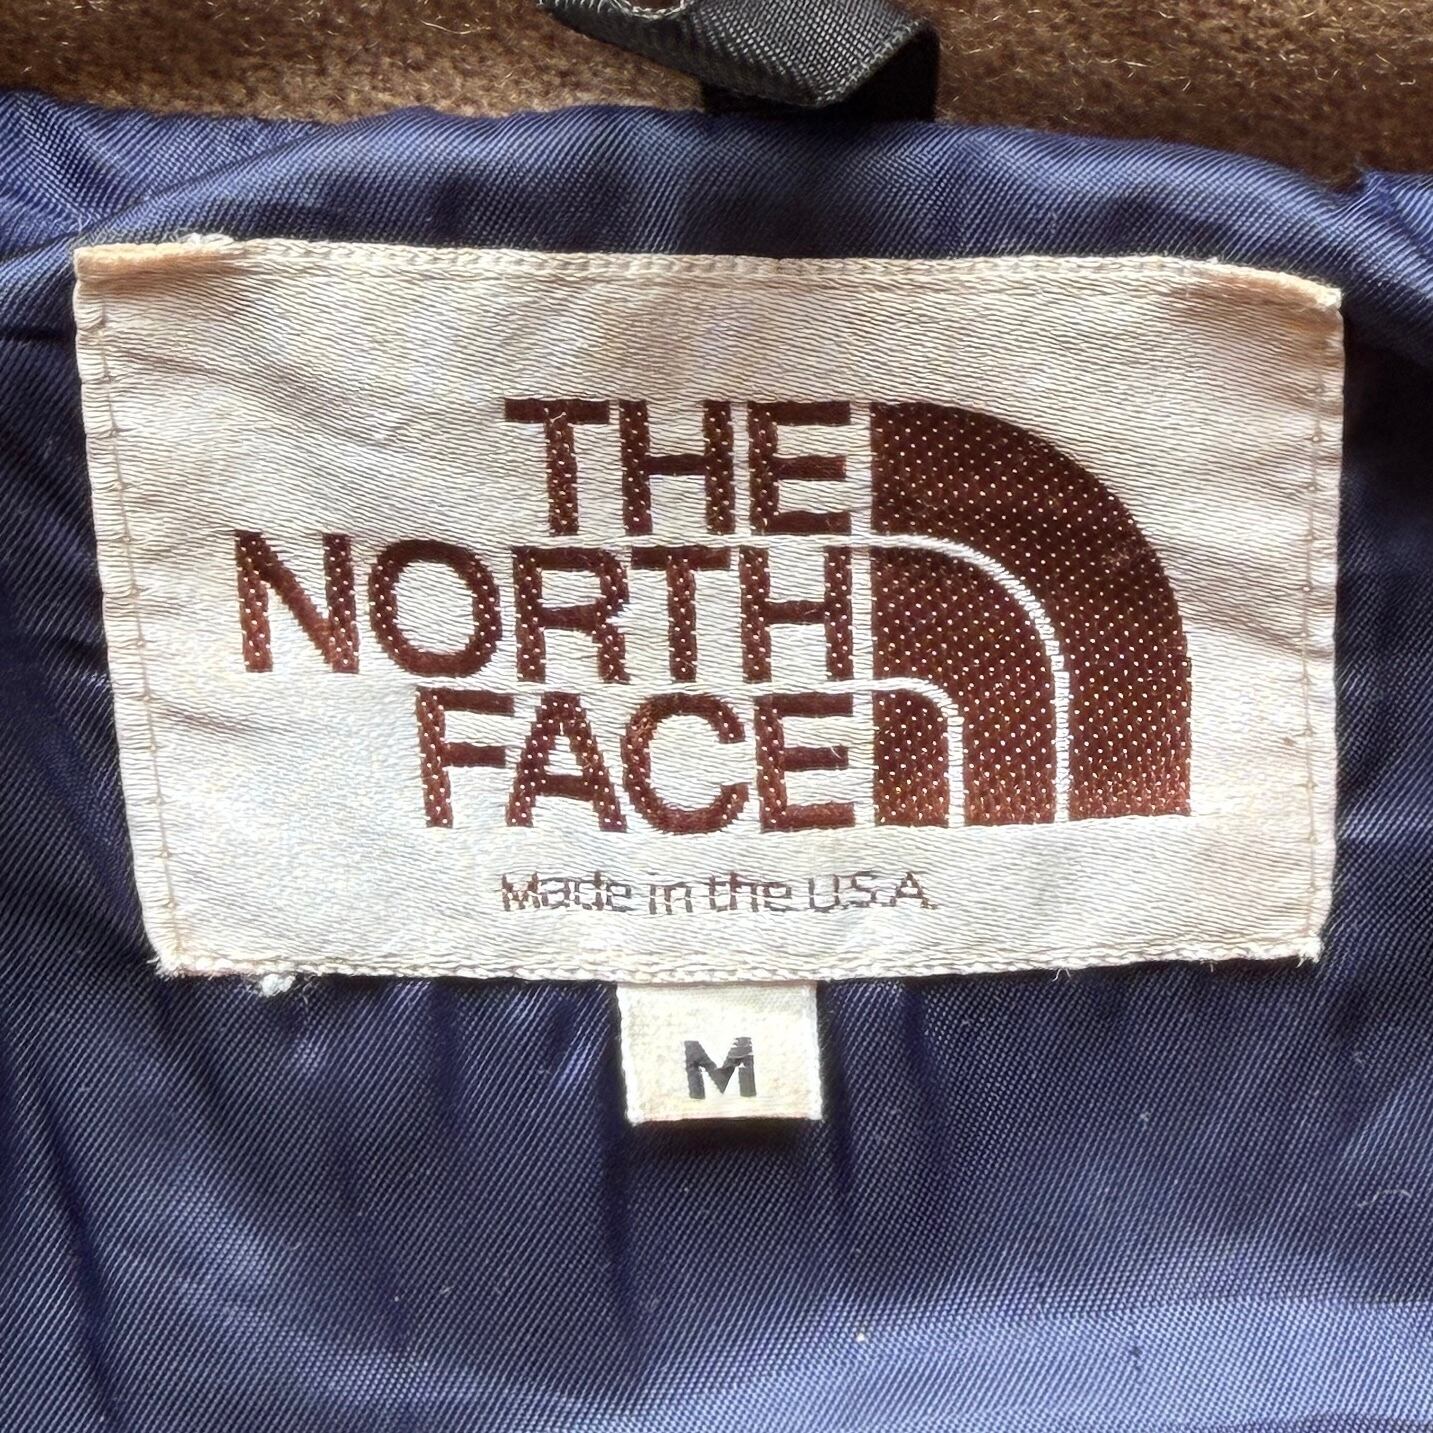 THE
NORTH
FACE
Made in the U.S.A.
M